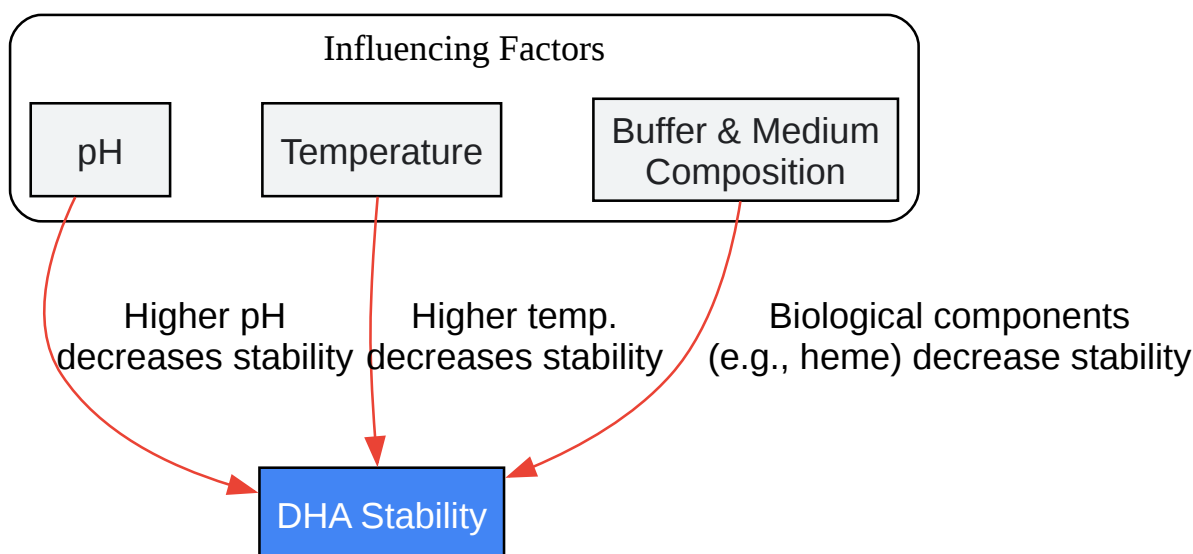 Influencing Factors
pH
Temperature
Buffer & Medium
Composition
Higher pH
decreases stability
Higher temp.
decreases stability
Biological components
(e.g., heme) decrease stability
DHA Stability